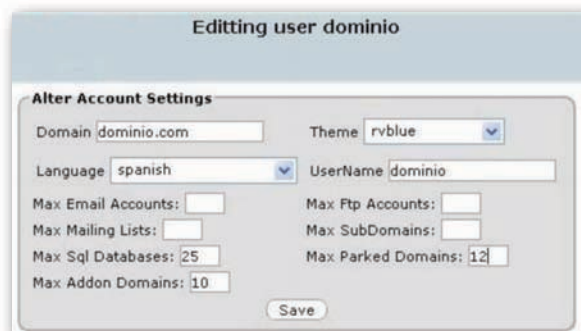 Editting user dominio
Alter Account Settings
Domain dominio.com Theme rvblue
Language spanish UserName dominio
Max Email Accounts: Max Ftp Accounts:
Max Mailing Lists: Max SubDomains:
Max Sql Databases: 25 Max Parked Domains: 12
Max Addon Domains: 10
Save